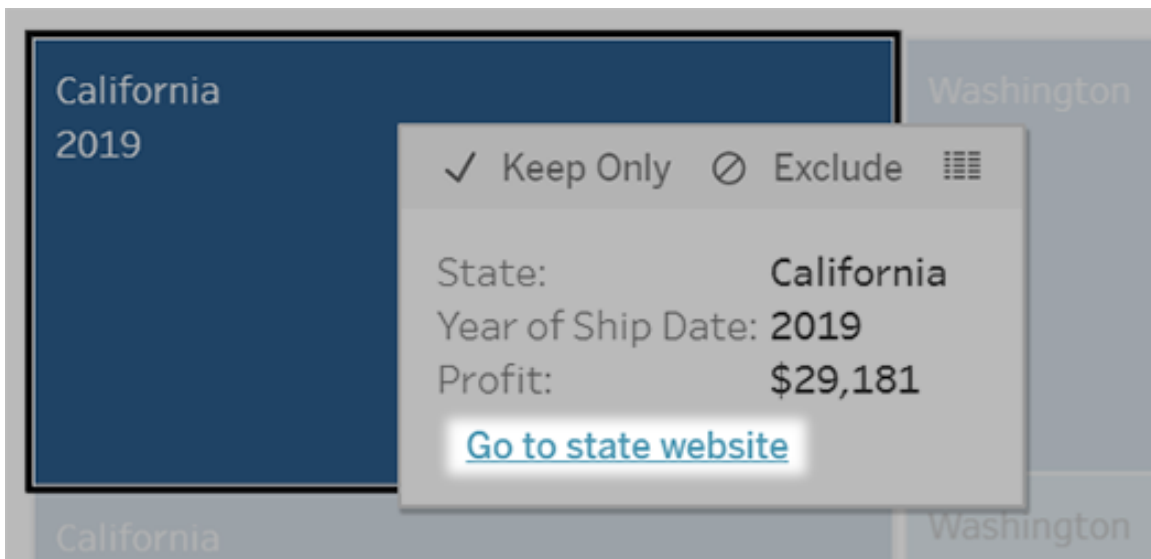 California
2019
Washington
Keep Only Exclude
State: California
Year of Ship Date: 2019
Profit: $29,181
Go to state website
California
Washington